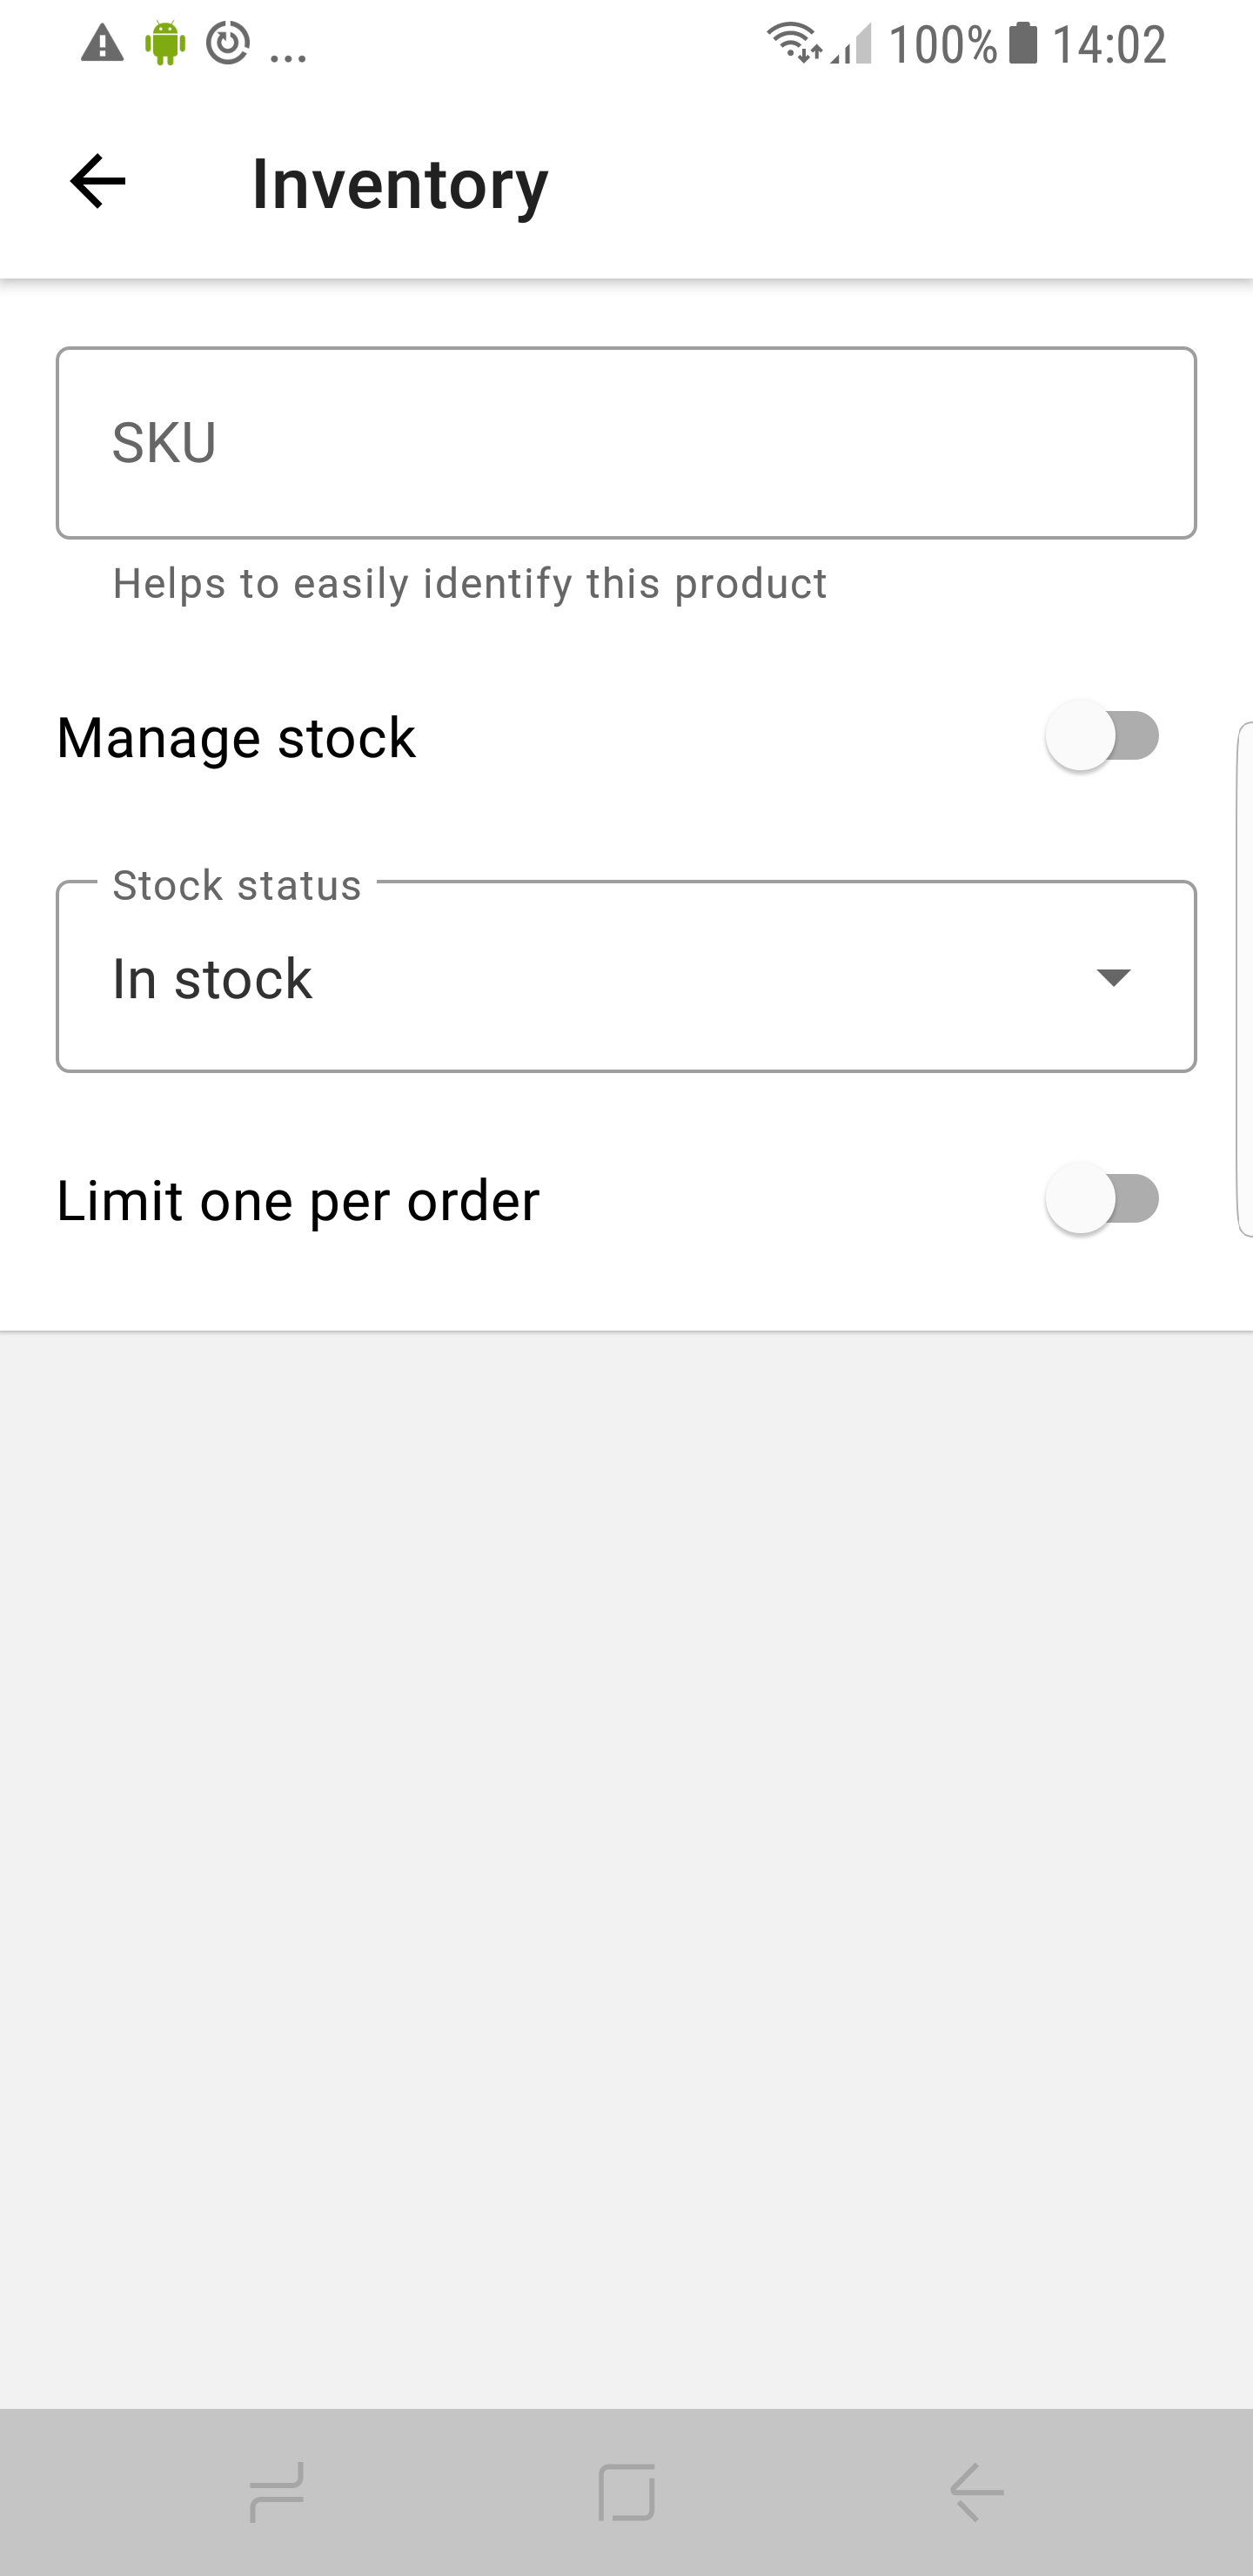 ... 100% 14:02
Inventory
SKU
Helps to easily identify this product
Manage stock
Stock status
In stock
Limit one per order